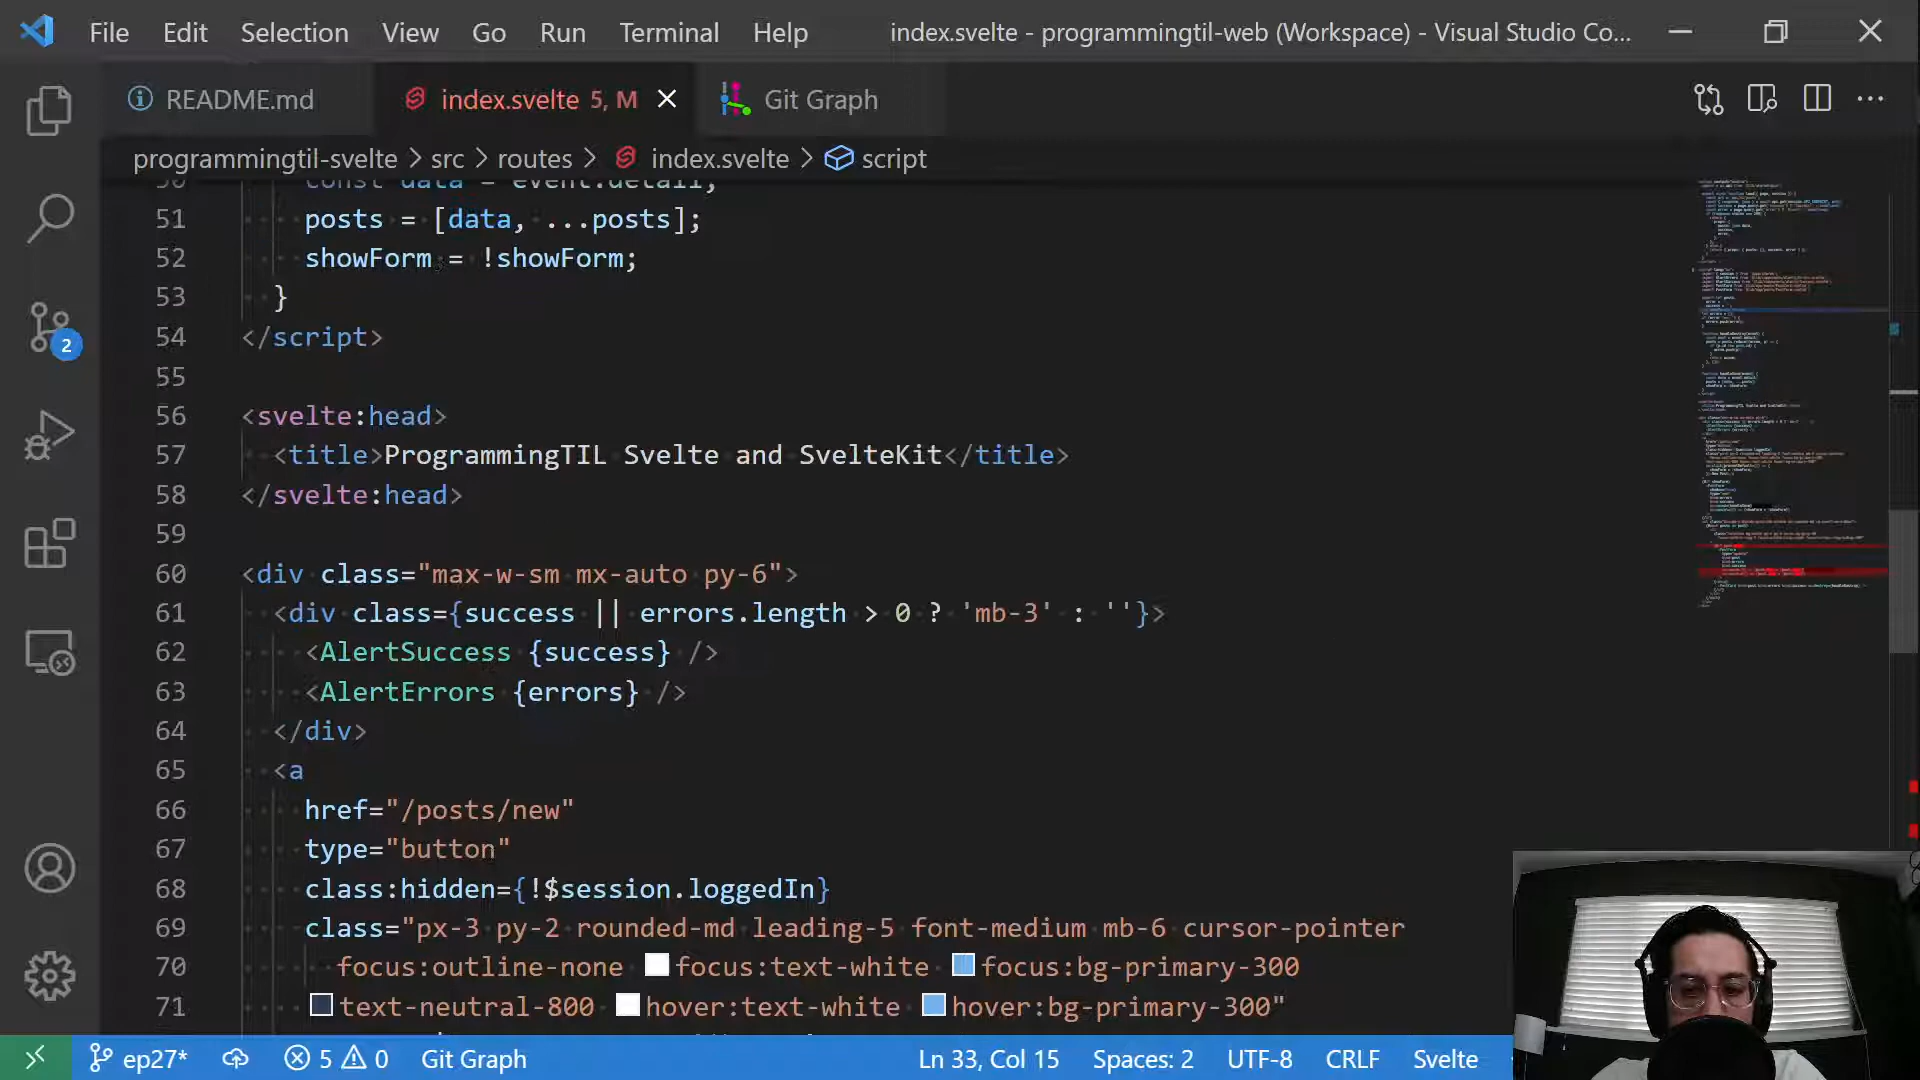 File Edit Selection View Go Run Terminal Help index.svelte - programmingtil-web (Workspace) - Visual Studio Co...
README.md index.svelte 5, M Git Graph
programmingtil-svelte > src > routes > index.svelte > script
50 const data = event.detail;
51 posts = [data, ...posts];
52 showForm = !showForm;
53 }
54 </script>
55
56 <svelte:head>
57 <title>ProgrammingTIL Svelte and SvelteKit</title>
58 </svelte:head>
59
60 <div class="max-w-sm mx-auto py-6">
61 <div class={success || errors.length > 0 ? 'mb-3' : ''}>
62 <AlertSuccess {success} />
63 <AlertErrors {errors} />
64 </div>
65 <a
66 href="/posts/new"
67 type="button"
68 class:hidden={!$session.loggedIn}
69 class="px-3 py-2 rounded-md leading-5 font-medium mb-6 cursor-pointer
70 focus:outline-none focus:text-white focus:bg-primary-300
71 text-neutral-800 hover:text-white hover:bg-primary-300"
2
ep27* 5 0 Git Graph Ln 33, Col 15 Spaces: 2 UTF-8 CRLF Svelte